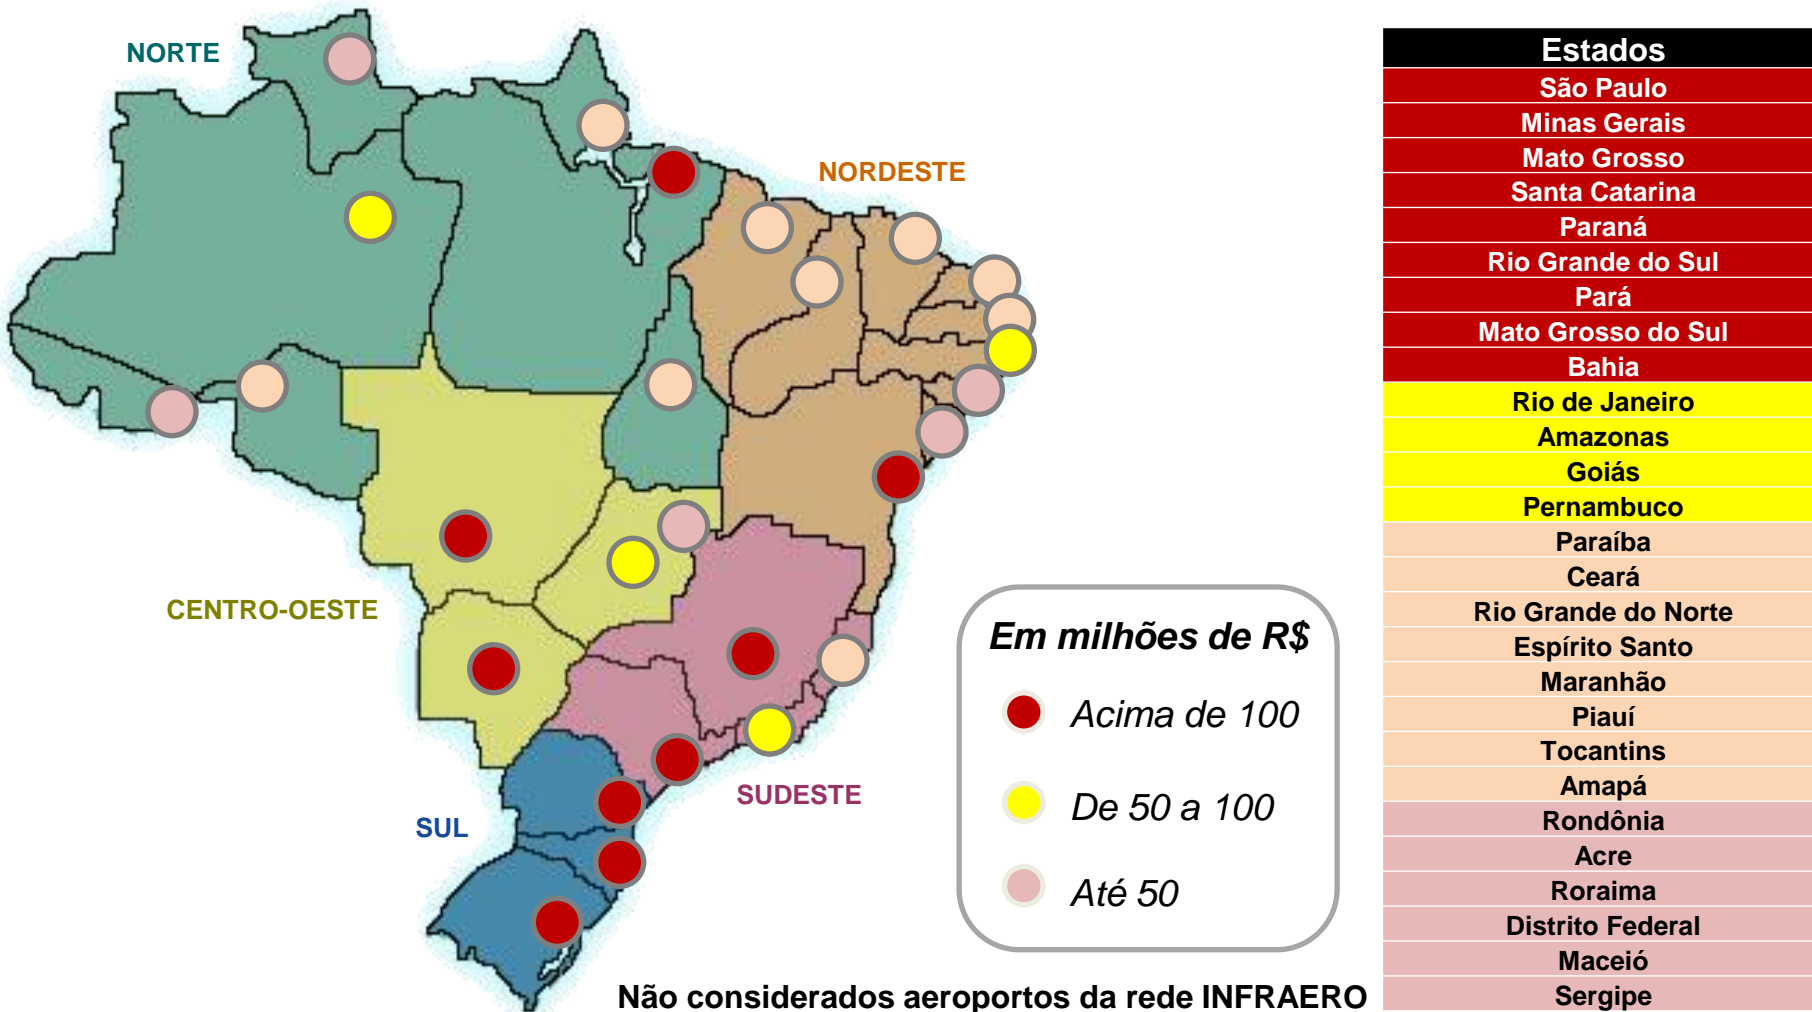 NORTE
NORDESTE
CENTRO-OESTE
SUDESTE
SUL
Em milhões de R$
Acima de 100
De 50 a 100
Até 50
Não considerados aeroportos da rede INFRAERO
Estados
São Paulo
Minas Gerais
Mato Grosso
Santa Catarina
Paraná
Rio Grande do Sul
Pará
Mato Grosso do Sul
Bahia
Rio de Janeiro
Amazonas
Goiás
Pernambuco
Paraíba
Ceará
Rio Grande do Norte
Espírito Santo
Maranhão
Piauí
Tocantins
Amapá
Rondônia
Acre
Roraima
Distrito Federal
Maceió
Sergipe